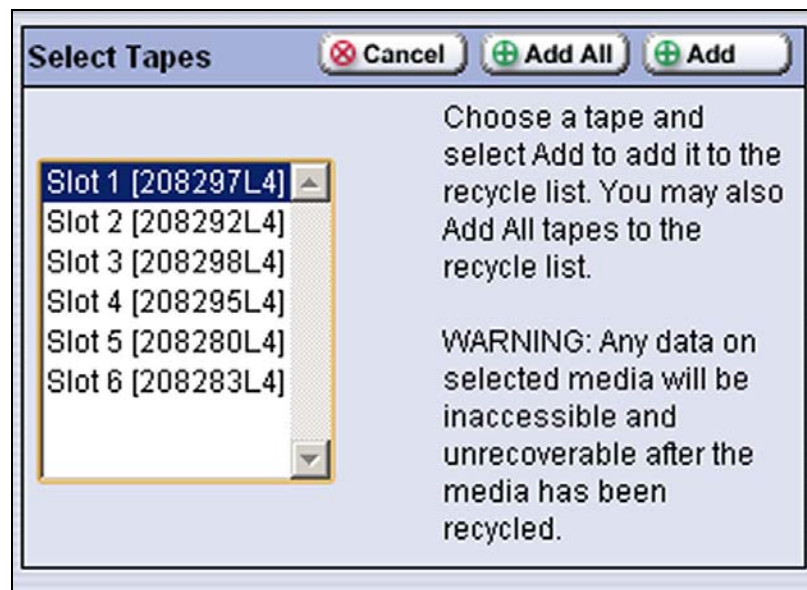 Select Tapes
Cancel
Add All
Add
Slot 1 [208297L4]
Slot 2 [208292L4]
Slot 3 [208298L4]
Slot 4 [208295L4]
Slot 5 [208280L4]
Slot 6 [208283L4]
Choose a tape and
select Add to add it to the
recycle list. You may also
Add All tapes to the
recycle list.
WARNING: Any data on
selected media will be
inaccessible and
unrecoverable after the
media has been
recycled.